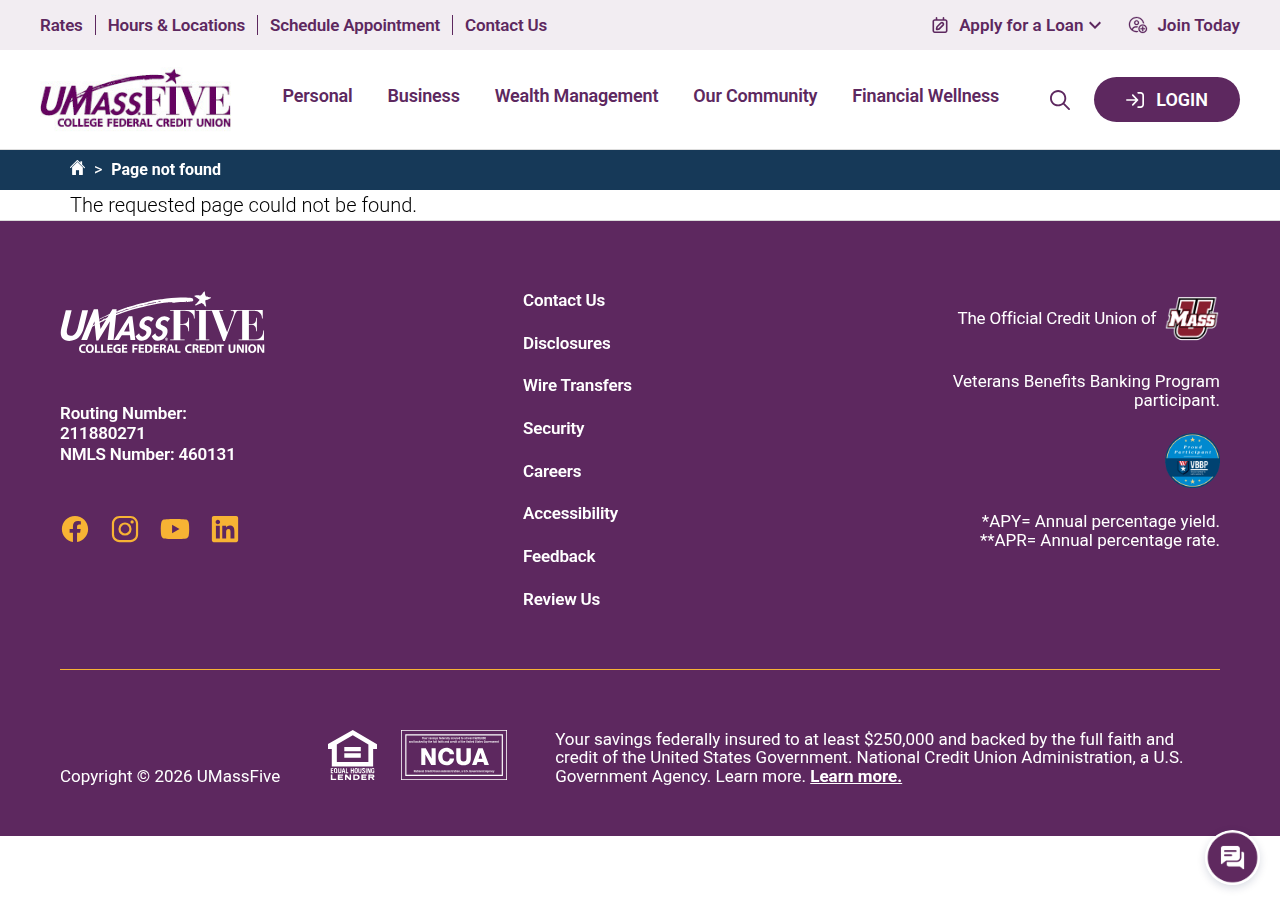 Rates
Hours & Locations
Schedule Appointment
Contact Us
Apply for a Loan
Join Today
UMassFIVE
COLLEGE FEDERAL CREDIT UNION
Personal
Business
Wealth Management
Our Community
Financial Wellness
LOGIN
> Page not found
The requested page could not be found.
UMassFIVE
COLLEGE FEDERAL CREDIT UNION
Routing Number:
211880271
NMLS Number: 460131
Contact Us
Disclosures
Wire Transfers
Security
Careers
Accessibility
Feedback
Review Us
The Official Credit Union of
UMASS
Veterans Benefits Banking Program
participant.
Proud
Participant
VBBP
*APY= Annual percentage yield.
**APR= Annual percentage rate.
Copyright © 2026 UMassFive
EQUAL HOUSING
LENDER
NCUA
Your savings federally insured to at least $250,000 and backed by the full faith and
credit of the United States Government. National Credit Union Administration, a U.S.
Government Agency. Learn more. Learn more.